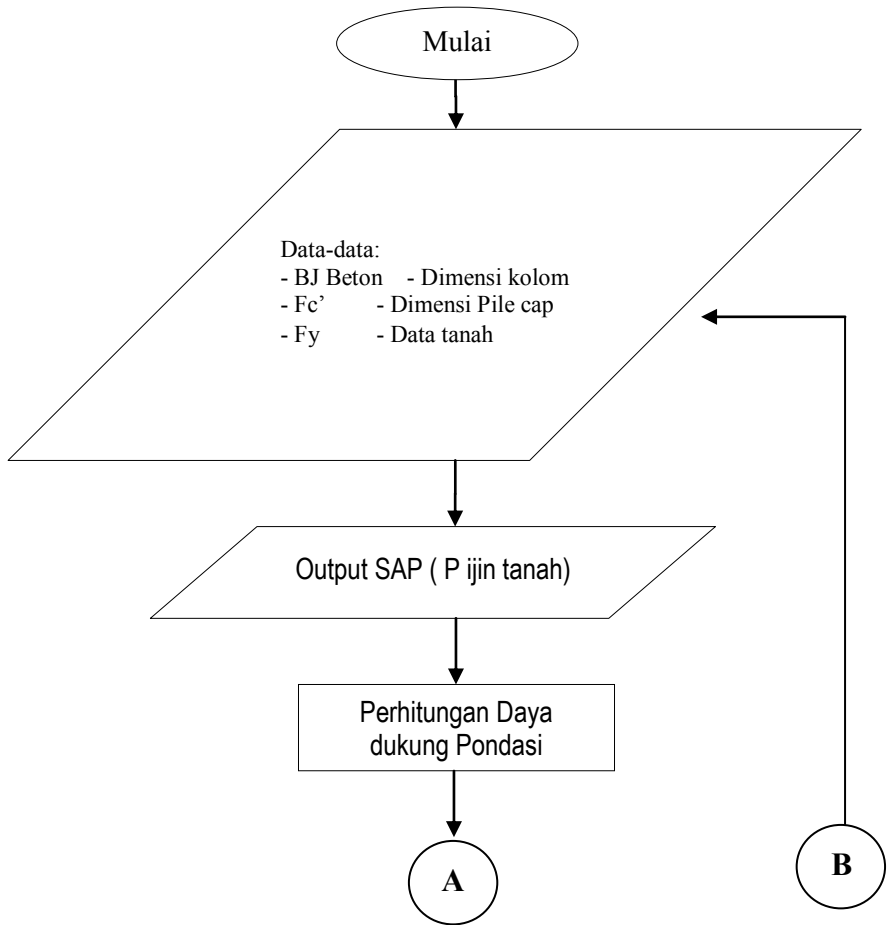 Mulai
Data-data:
- BJ Beton - Dimensi kolom
- Fc’ - Dimensi Pile cap
- Fy - Data tanah
Output SAP ( P ijin tanah)
Perhitungan Daya
dukung Pondasi
A
B